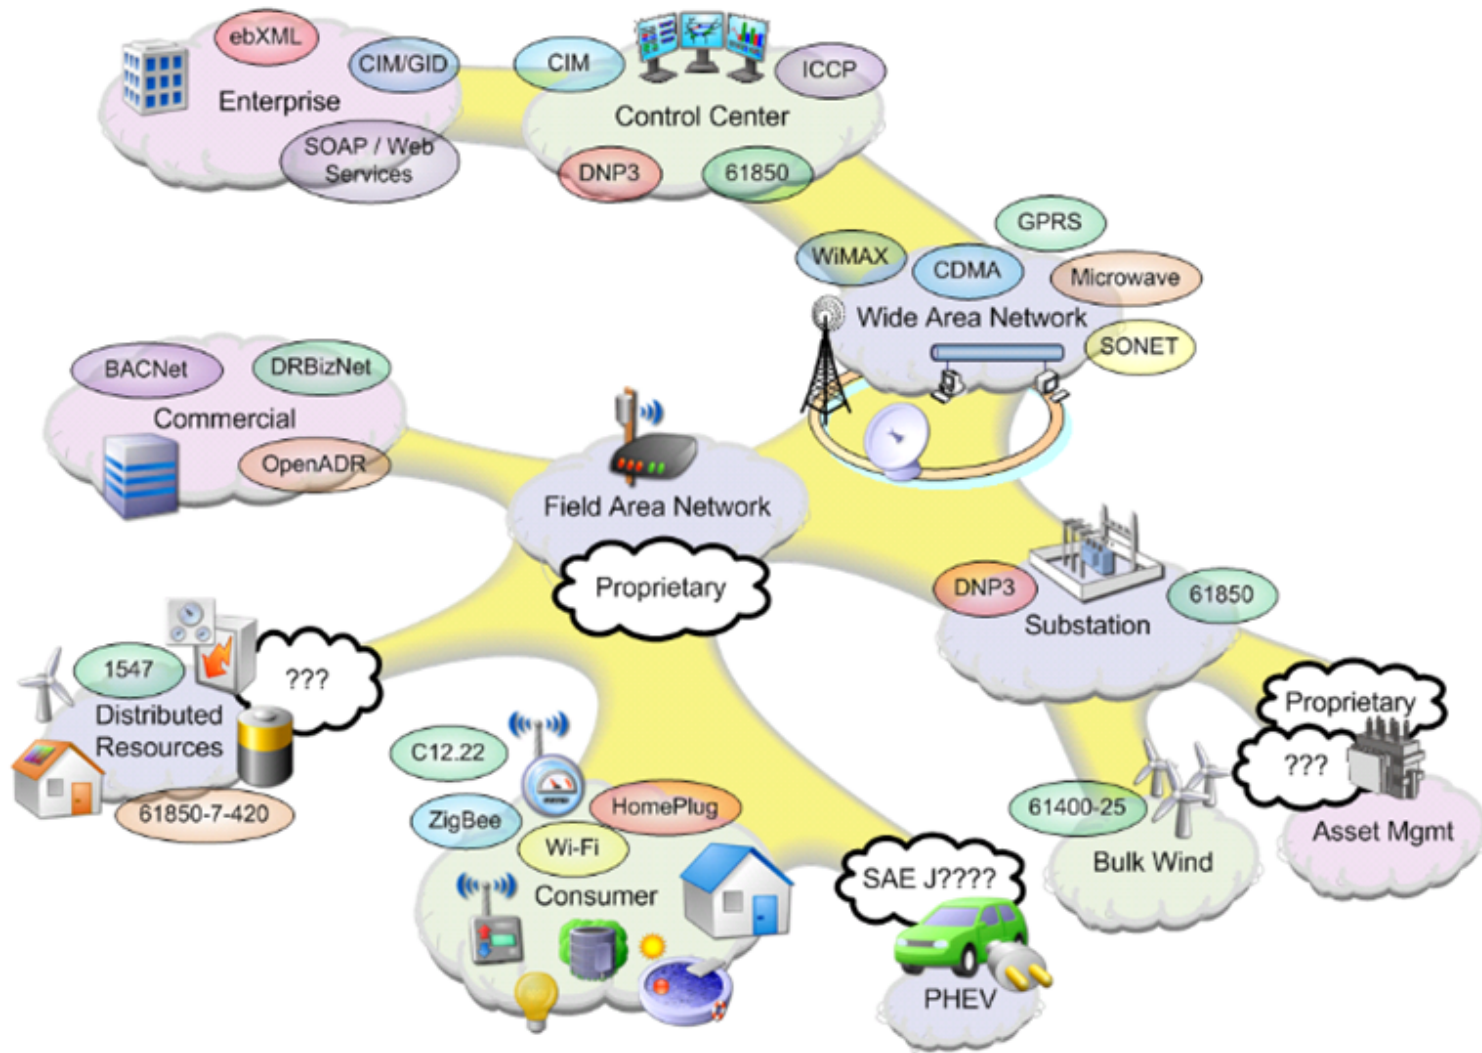 ebXML
CIM/GID
Enterprise
SOAP / Web
Services
CIM
ICCP
Control Center
DNP3
61850
GPRS
WiMAX
CDMA
Microwave
Wide Area Network
SONET
BACNet
DRBizNet
Commercial
OpenADR
Field Area Network
Proprietary
DNP3
61850
Substation
1547
???
Distributed
Resources
61850-7-420
C12.22
ZigBee
HomePlug
Wi-Fi
Consumer
SAE J????
PHEV
61400-25
Bulk Wind
Proprietary
???
Asset Mgmt